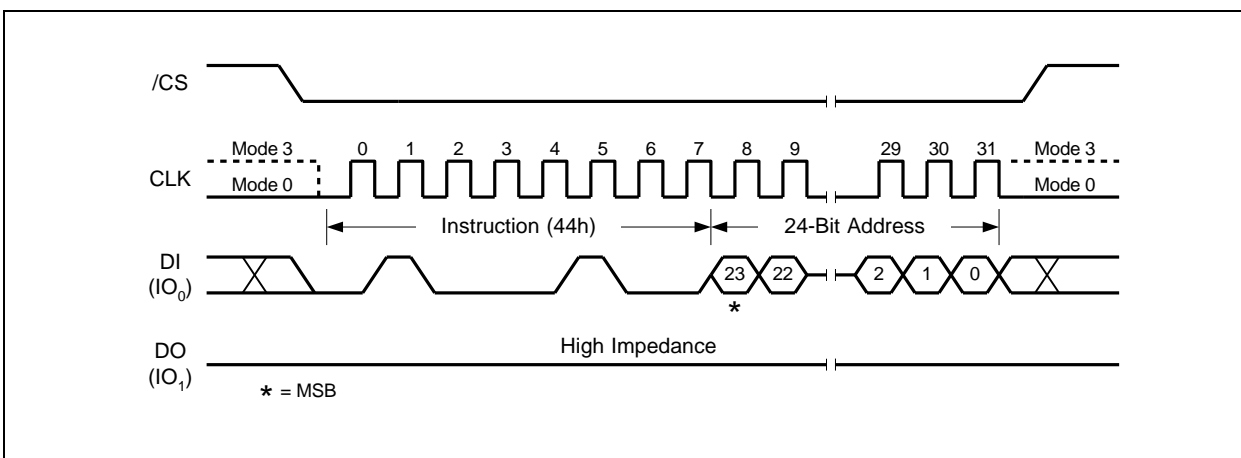 /CS
CLK
Mode 3
Mode 0
0 1 2 3 4 5 6 7 8 9 29 30 31
Mode 3
Mode 0
Instruction (44h)
24-Bit Address
DI
(IO₀)
23 22 2 1 0
*
High Impedance
DO
(IO₁)
* = MSB